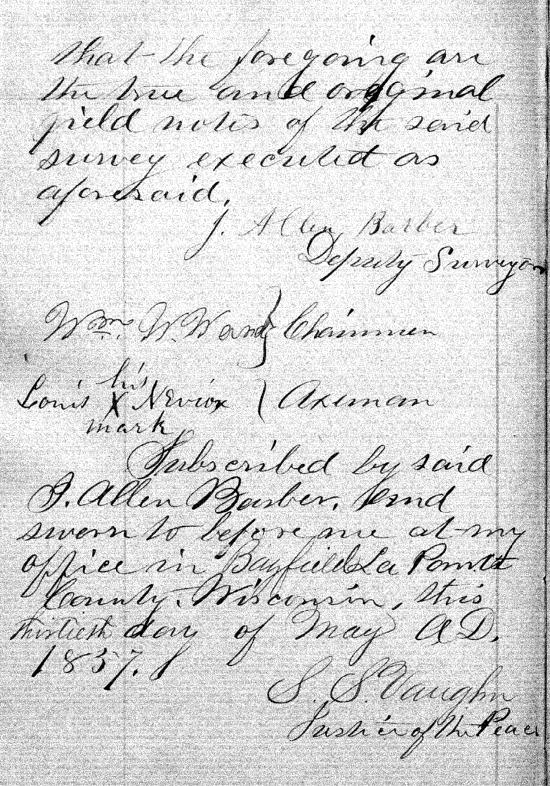 that the foregoing are
the true and original
field notes of the said
survey executed as
aforesaid.
J. Allen Barber
Deputy Surveyor
Wm. W. Ward } Chainmen
his
Louis X Neviox ) Axeman
mark
Subscribed by said
J. Allen Barber. And
sworn to before me at my
office in Bayfield La Pointe
County. Wisconsin, this
thirtieth day of May A.D.
1857.
S. S. Vaughn
Justice of the Peace